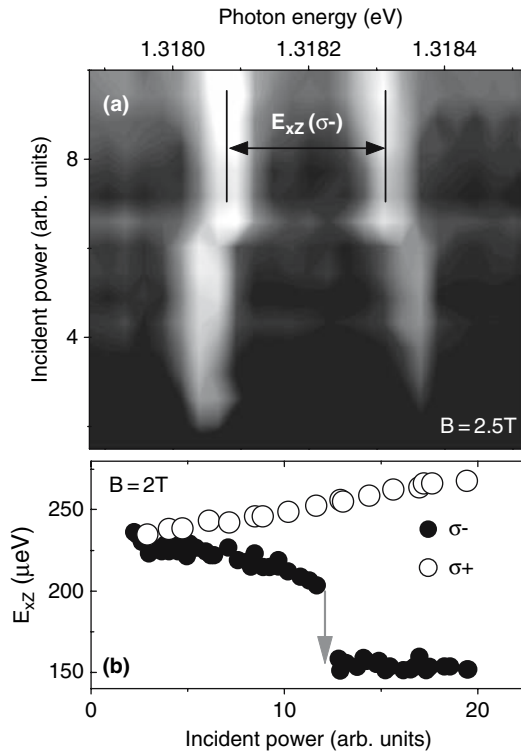 Photon energy (eV)
1.3180 1.3182 1.3184
(a)
E_xZ (σ-)
8
4
Incident power (arb. units)
B = 2.5T
B = 2T
250
200
150
E_xZ (μeV)
σ-
σ+
(b)
0 10 20
Incident power (arb. units)